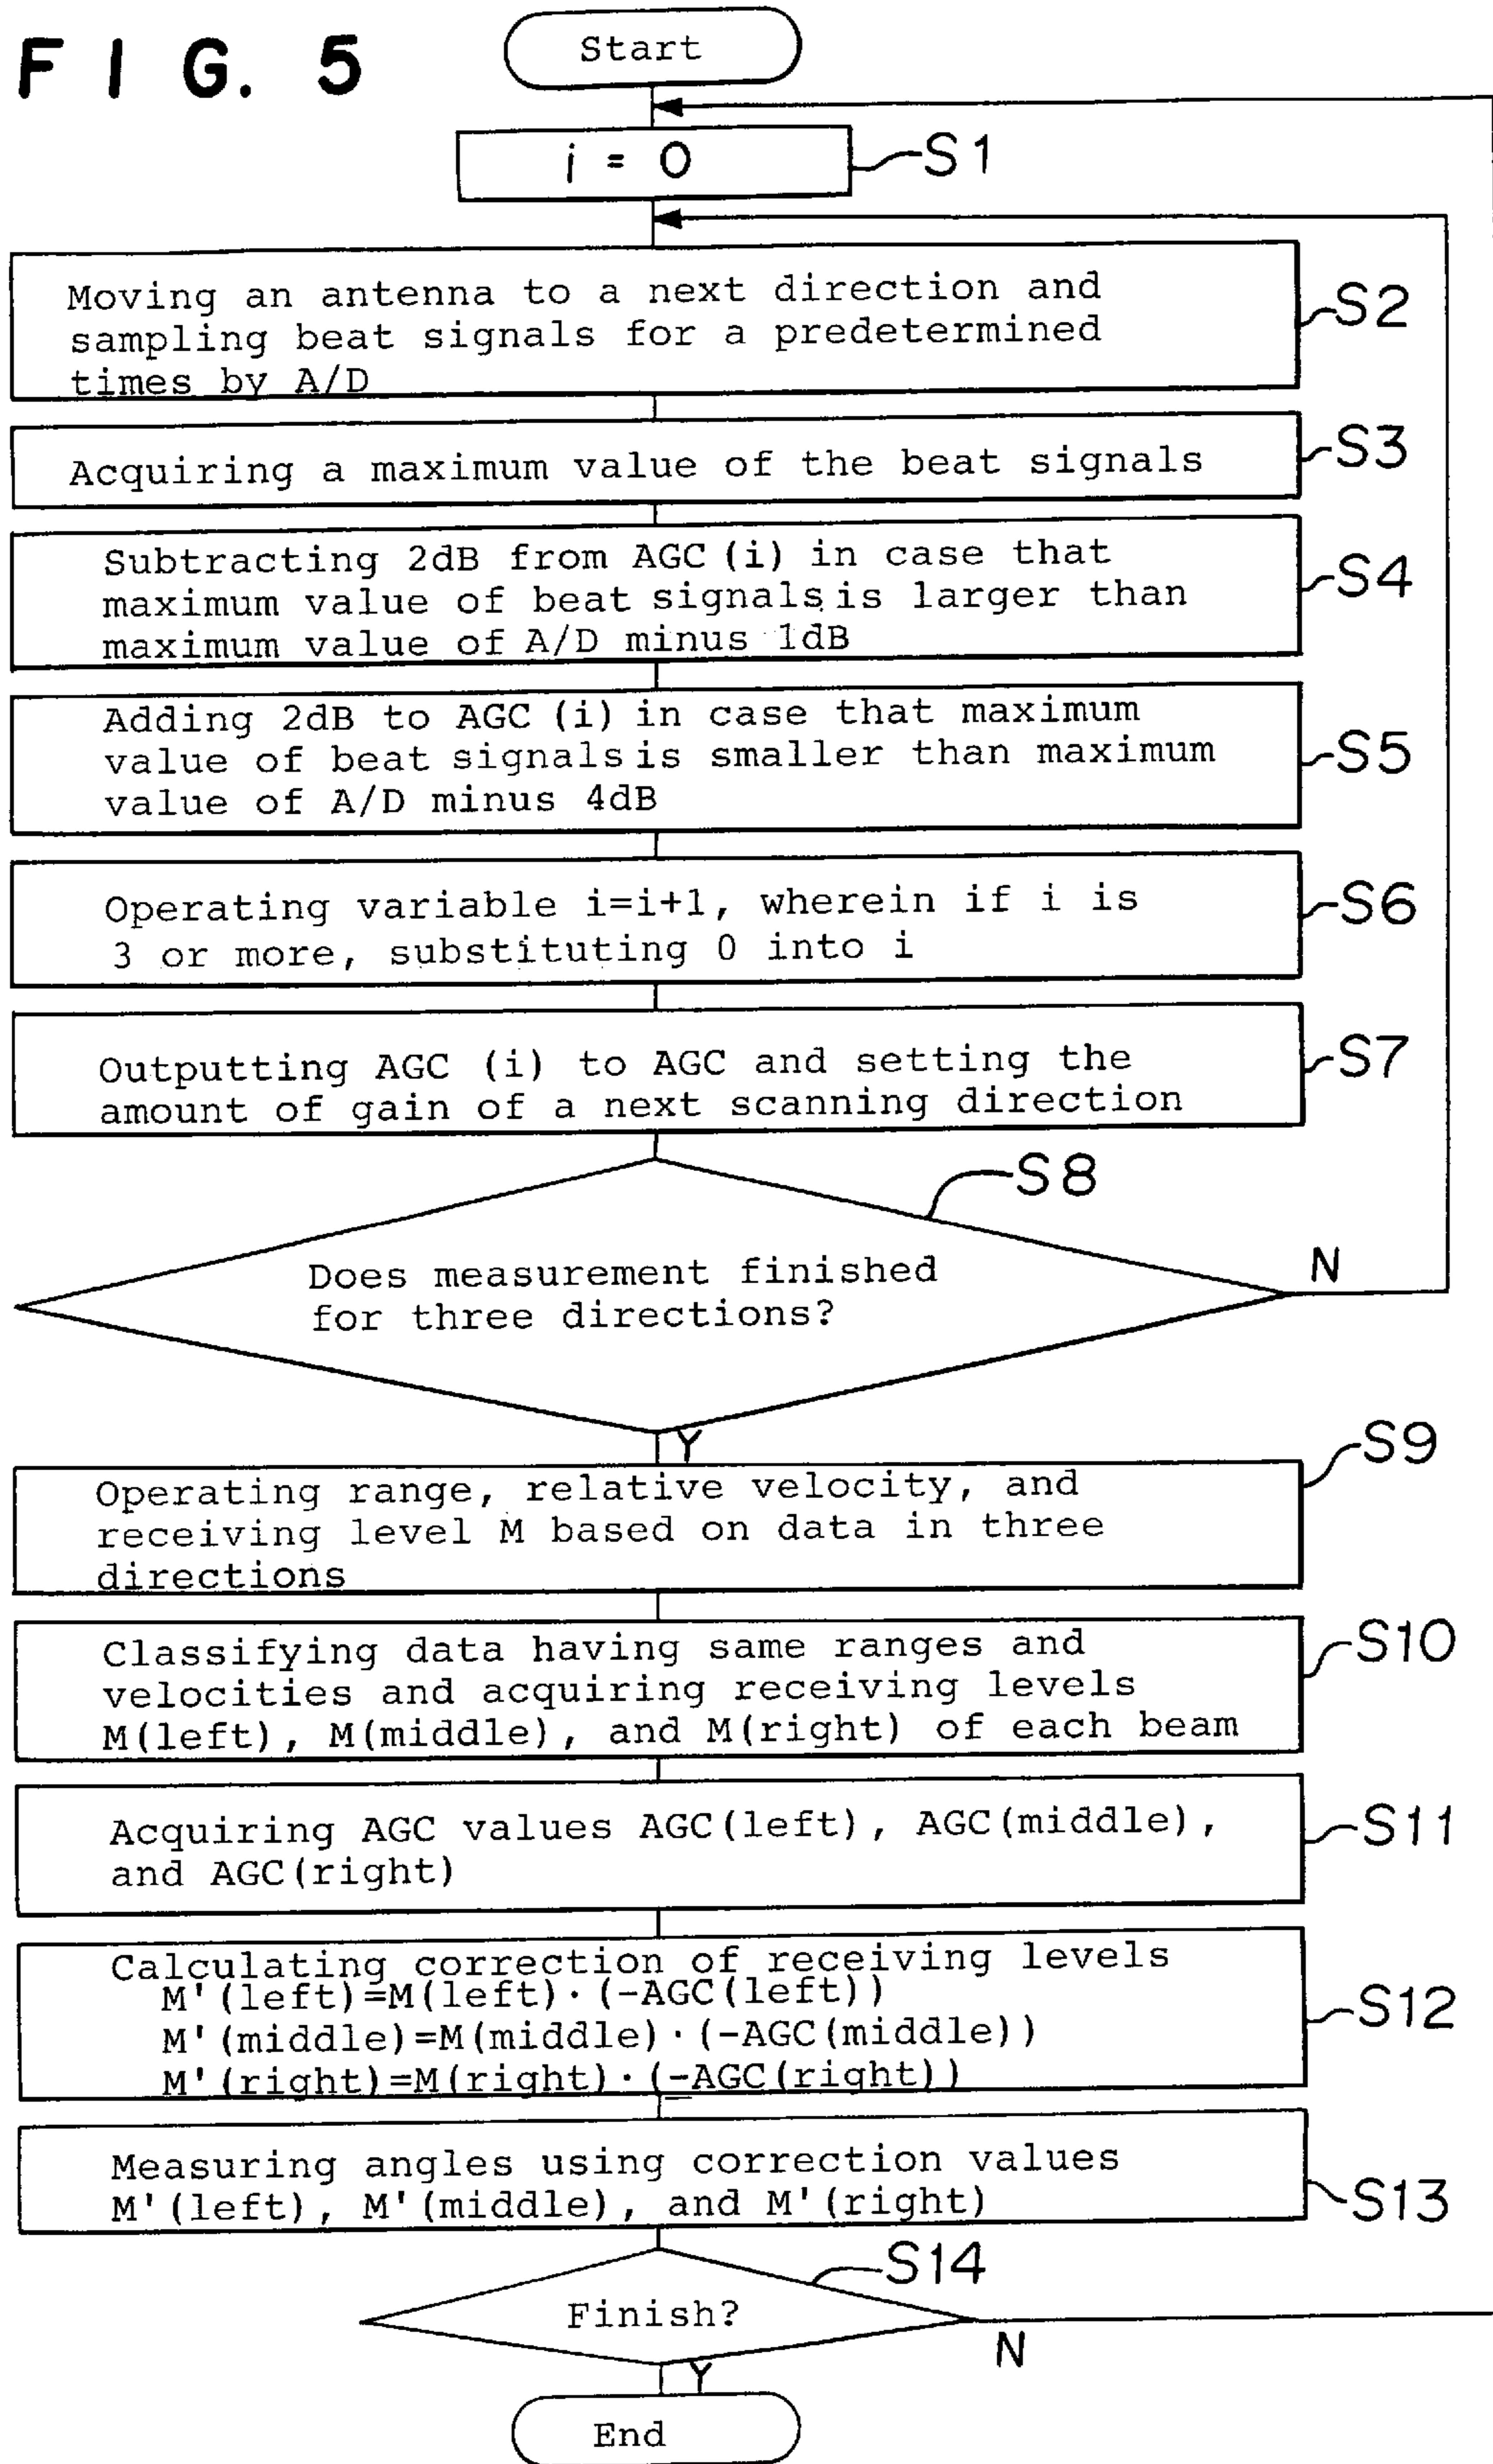 FIG. 5
Start
i = 0
S1
Moving an antenna to a next direction and
sampling beat signals for a predetermined
times by A/D
S2
Acquiring a maximum value of the beat signals
S3
Subtracting 2dB from AGC (i) in case that
maximum value of beat signals is larger than
maximum value of A/D minus 1dB
S4
Adding 2dB to AGC (i) in case that maximum
value of beat signals is smaller than maximum
value of A/D minus 4dB
S5
Operating variable i=i+1, wherein if i is
3 or more, substituting 0 into i
S6
Outputting AGC (i) to AGC and setting the
amount of gain of a next scanning direction
S7
S8
Does measurement finished
for three directions?
N
Y
Operating range, relative velocity, and
receiving level M based on data in three
directions
S9
Classifying data having same ranges and
velocities and acquiring receiving levels
M(left), M(middle), and M(right) of each beam
S10
Acquiring AGC values AGC(left), AGC(middle),
and AGC(right)
S11
Calculating correction of receiving levels
M'(left)=M(left)·(-AGC(left))
M'(middle)=M(middle)·(-AGC(middle))
M'(right)=M(right)·(-AGC(right))
S12
Measuring angles using correction values
M'(left), M'(middle), and M'(right)
S13
S14
Finish?
N
Y
End